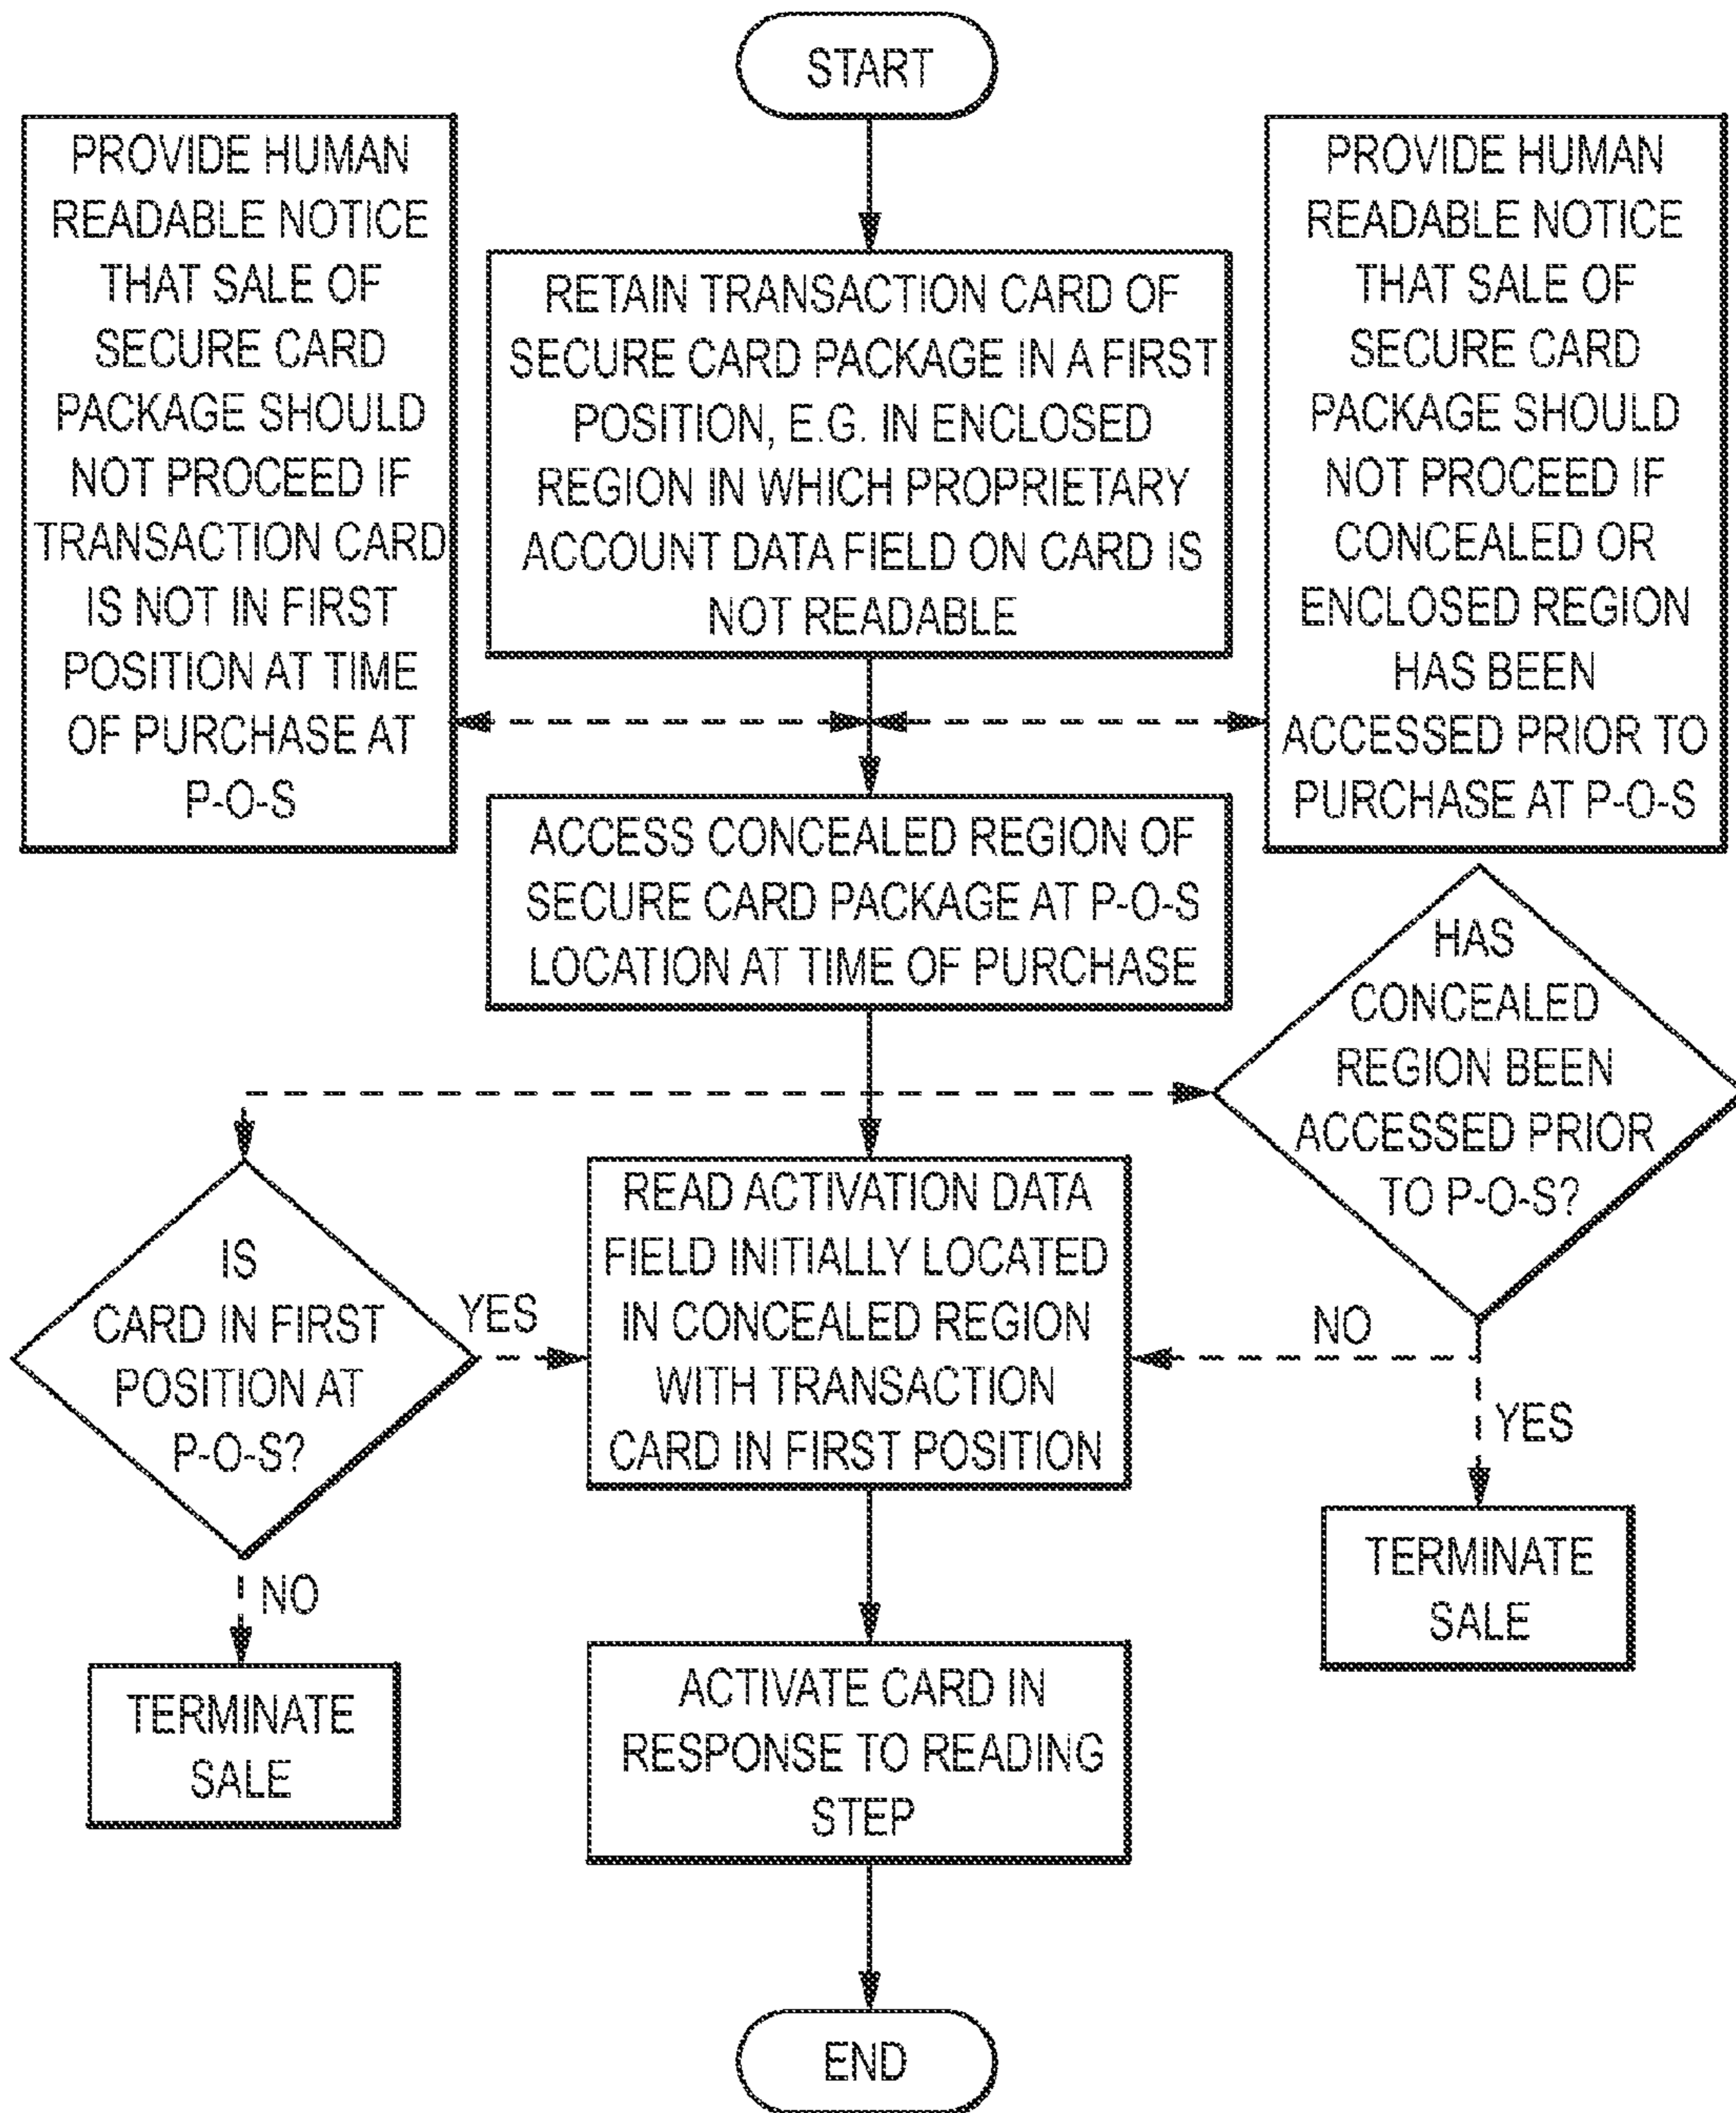 START
PROVIDE HUMAN
READABLE NOTICE
THAT SALE OF
SECURE CARD
PACKAGE SHOULD
NOT PROCEED IF
TRANSACTION CARD
IS NOT IN FIRST
POSITION AT TIME
OF PURCHASE AT
P-O-S
RETAIN TRANSACTION CARD OF
SECURE CARD PACKAGE IN A FIRST
POSITION, E.G. IN ENCLOSED
REGION IN WHICH PROPRIETARY
ACCOUNT DATA FIELD ON CARD IS
NOT READABLE
PROVIDE HUMAN
READABLE NOTICE
THAT SALE OF
SECURE CARD
PACKAGE SHOULD
NOT PROCEED IF
CONCEALED OR
ENCLOSED REGION
HAS BEEN
ACCESSED PRIOR TO
PURCHASE AT P-O-S
ACCESS CONCEALED REGION OF
SECURE CARD PACKAGE AT P-O-S
LOCATION AT TIME OF PURCHASE
HAS
CONCEALED
REGION BEEN
ACCESSED PRIOR
TO P-O-S?
IS
CARD IN FIRST
POSITION AT
P-O-S?
YES
READ ACTIVATION DATA
FIELD INITIALLY LOCATED
IN CONCEALED REGION
WITH TRANSACTION
CARD IN FIRST POSITION
NO
YES
NO
TERMINATE
SALE
TERMINATE
SALE
ACTIVATE CARD IN
RESPONSE TO READING
STEP
END